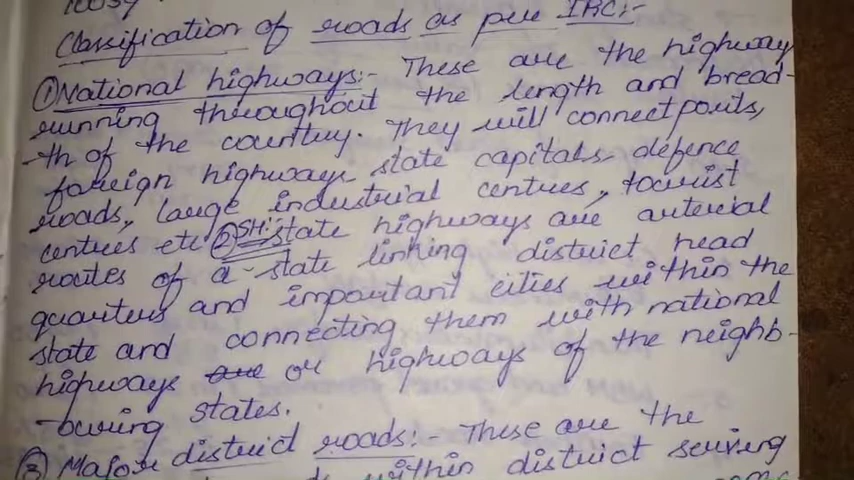 Classification of roads as per IRC:-
① National highways:- These are the highway
running throughout the length and bread-
-th of the country. They will connect ports,
foreign highways state capitals defence
roads, large industrial centres, tourist
centres etc ② SH:- state highways are arterial
routes of a state linking district head
quarters and important cities within the
state and connecting them with national
highways are or highways of the neighb-
-ouring states.
③ Major district roads:- These are the
within district serving